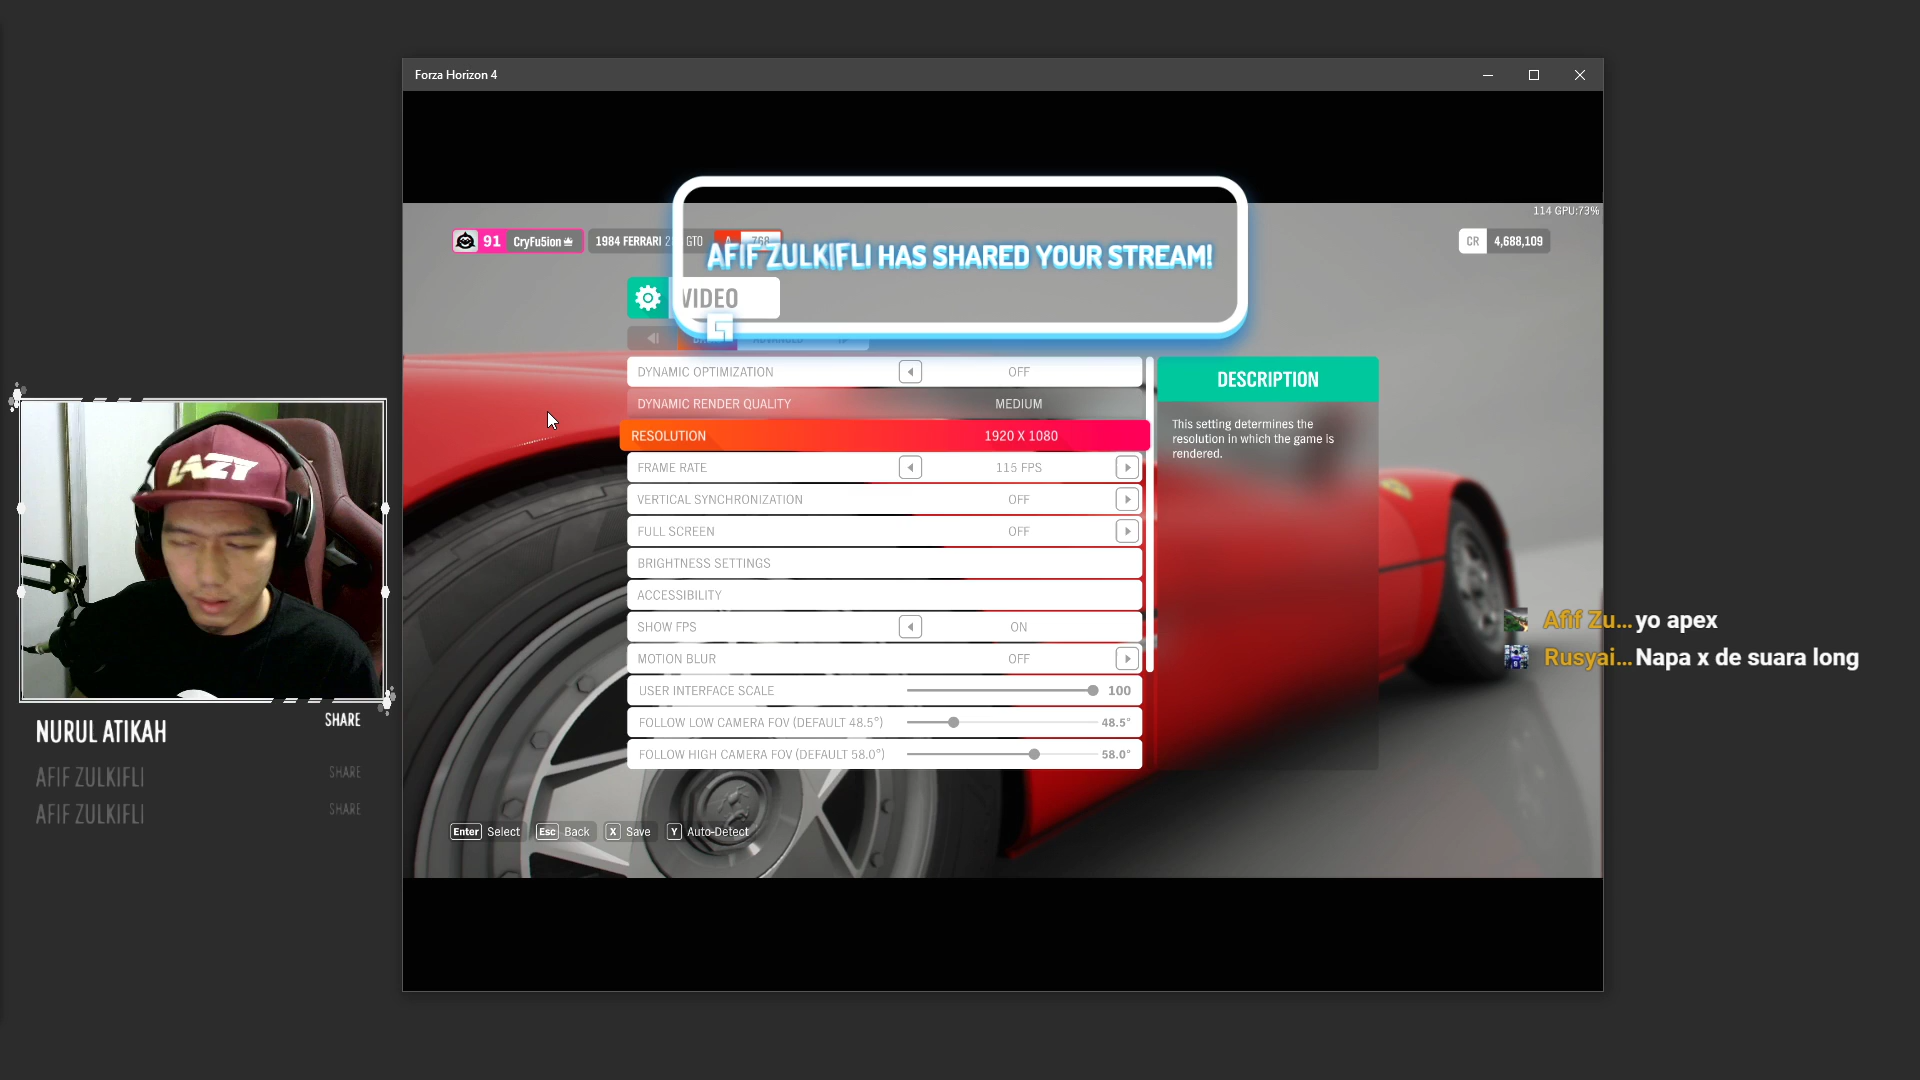 Forza Horizon 4
114 GPU:73%
91 CryFu5ion
1984 FERRARI 2 GTO
A 768
CR 4,688,109
AFIF ZULKIFLI HAS SHARED YOUR STREAM!
VIDEO
ADVANCED
DYNAMIC OPTIMIZATION OFF
DYNAMIC RENDER QUALITY MEDIUM
RESOLUTION 1920 X 1080
FRAME RATE 115 FPS
VERTICAL SYNCHRONIZATION OFF
FULL SCREEN OFF
BRIGHTNESS SETTINGS
ACCESSIBILITY
SHOW FPS ON
MOTION BLUR OFF
USER INTERFACE SCALE 100
FOLLOW LOW CAMERA FOV (DEFAULT 48.5°) 48.5°
FOLLOW HIGH CAMERA FOV (DEFAULT 58.0°) 58.0°
DESCRIPTION
This setting determines the
resolution in which the game is
rendered.
Enter Select Esc Back X Save Y Auto-Detect
LAZY
NURUL ATIKAH SHARE
AFIF ZULKIFLI SHARE
AFIF ZULKIFLI SHARE
Afif Zu... yo apex
Rusyai... Napa x de suara long